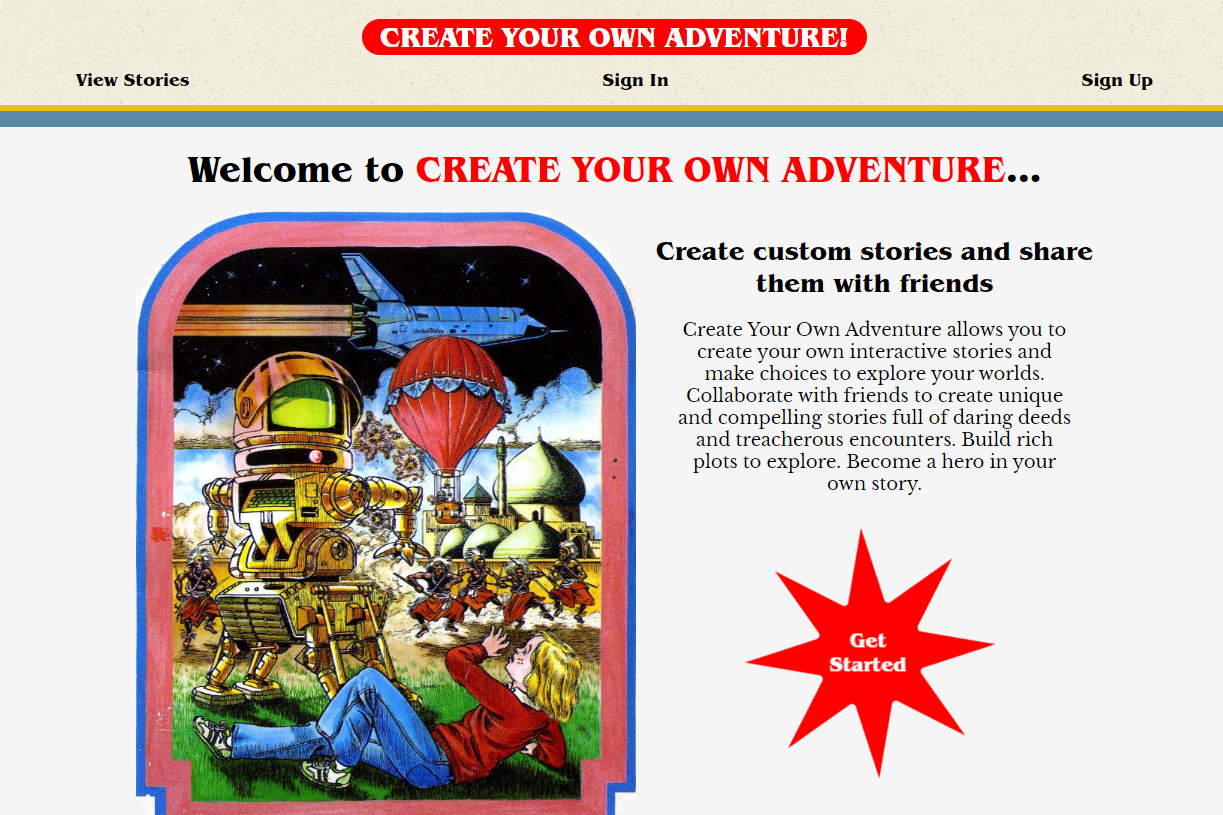 CREATE YOUR OWN ADVENTURE!
View Stories
Sign In
Sign Up
Welcome to CREATE YOUR OWN ADVENTURE...
UnitedStates
Create custom stories and share
them with friends
Create Your Own Adventure allows you to
create your own interactive stories and
make choices to explore your worlds.
Collaborate with friends to create unique
and compelling stories full of daring deeds
and treacherous encounters. Build rich
plots to explore. Become a hero in your
own story.
Get
Started